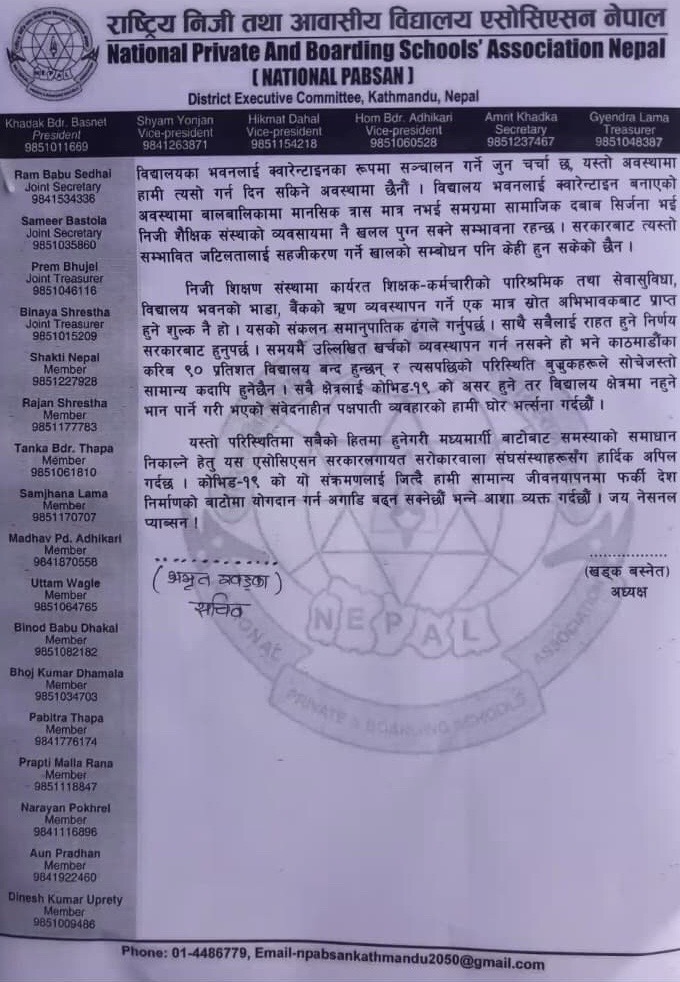 राष्ट्रिय निजी तथा आवासीय विद्यालय एसोसिएसन नेपाल
National Private And Boarding Schools' Association Nepal
[ NATIONAL PABSAN ]
District Executive Committee, Kathmandu, Nepal
Khadak Bdr. Basnet
President
9851011669
Shyam Yonjan
Vice-president
9841263871
Hikmat Dahal
Vice-president
9851154218
Hom Bdr. Adhikari
Vice-president
9851060528
Amnt Khadka
Secretary
9851237467
Gyendra Lama
Treasurer
9851048387
Ram Babu Sedhai
Joint Secretary
9841534336
Sameer Bastola
Joint Secretary
9851035860
Prem Bhujel
Joint Treasurer
9851046116
Binaya Shrestha
Joint Treasurer
9851015209
Shakti Nepal
Member
9851227928
Rajan Shrestha
Member
9851177783
Tanka Bdr. Thapa
Member
9851061810
Samjhana Lama
Member
9851170707
Madhav Pd. Adhikari
Member
9841870558
Uttam Wagle
Member
9851064765
Binod Babu Dhakal
Member
9851082182
Bhoj Kumar Dhamala
Member
9851034703
Pabitra Thapa
Member
9841776174
Prapti Malla Rana
Member
9851118847
Narayan Pokhrel
Member
9841116896
Aun Pradhan
Member
9841922460
Dinesh Kumar Uprety
Member
9851009486
विद्यालयका भवनलाई क्वारेन्टाइनका रूपमा सञ्चालन गर्ने जुन चर्चा छ, यस्तो अवस्थामा
हामी त्यसो गर्न दिन सकिने अवस्थामा छैनौं । विद्यालय भवनलाई क्वारेन्टाइन बनाएको
अवस्थामा बालबालिकामा मानसिक त्रास मात्र नभई समग्रमा सामाजिक दबाब सिर्जना भई
निजी शैक्षिक संस्थाको व्यवसायमा नै खलल पुग्न सक्ने सम्भावना रहन्छ । सरकारबाट त्यस्तो
सम्भावित जटिलतालाई सहजीकरण गर्ने खालको सम्बोधन पनि केही हुन सकेको छैन ।
निजी शिक्षण संस्थामा कार्यरत शिक्षक-कर्मचारीको पारिश्रमिक तथा सेवासुविधा,
विद्यालय भवनको भाडा, बैंकको ऋण व्यवस्थापन गर्ने एक मात्र स्रोत अभिभावकबाट प्राप्त
हुने शुल्क नै हो । यसको संकलन समानुपातिक ढंगले गर्नुपर्छ । साथै सबैलाई राहत हुने निर्णय
सरकारबाट हुनुपर्छ । समयमै उल्लिखित खर्चको व्यवस्थापन गर्न नसक्ने हो भने काठमाडौंका
करिब ९० प्रतिशत विद्यालय बन्द हुन्छन् र त्यसपछिको परिस्थिति बुजुकहरूले सोचेजस्तो
सामान्य कदापि हुनेछैन । सबै क्षेत्रलाई कोभिड-१९ को असर हुने तर विद्यालय क्षेत्रमा नहुने
भान पार्ने गरी भएको संवेदनाहीन पक्षपाती व्यवहारको हामी घोर भर्त्सना गर्दछौं ।
यस्तो परिस्थितिमा सबैको हितमा हुनेगरी मध्यमार्गी बाटोबाट समस्याको समाधान
निकाल्ने हेतु यस एसोसिएसन सरकारलगायत सरोकारवाला संघसंस्थाहरूसँग हार्दिक अपिल
गर्दछ । कोभिड-१९ को यो संक्रमणलाई जित्दै हामी सामान्य जीवनयापनमा फर्की देश
निर्माणको बाटोमा योगदान गर्न अगाडि बढ्न सक्नेछौं भन्ने आशा व्यक्त गर्दछौं । जय नेसनल
प्याब्सन ।
(अमृत खड्का)
सचिव
(खड्क बस्नेत)
अध्यक्ष
NEPAL
NATIONAL PRIVATE & BOARDING SCHOOLS' ASSOCIATION
Phone: 01-4486779, Email-npabsankathmandu2050@gmail.com